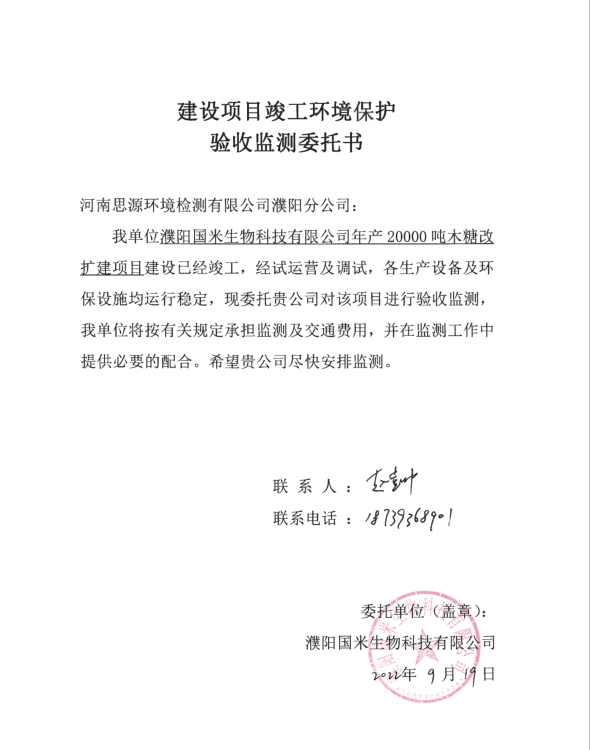 建设项目竣工环境保护
验收监测委托书
河南思源环境检测有限公司濮阳分公司：
我单位濮阳国米生物科技有限公司年产 20000 吨木糖改
扩建项目建设已经竣工，经试运营及调试，各生产设备及环
保设施均运行稳定，现委托贵公司对该项目进行验收监测，
我单位将按有关规定承担监测及交通费用，并在监测工作中
提供必要的配合。希望贵公司尽快安排监测。
联 系 人 ：
联系电话 ： 18739368901
委托单位（盖章）：
濮阳国米生物科技有限公司
2022年 9 月 19 日